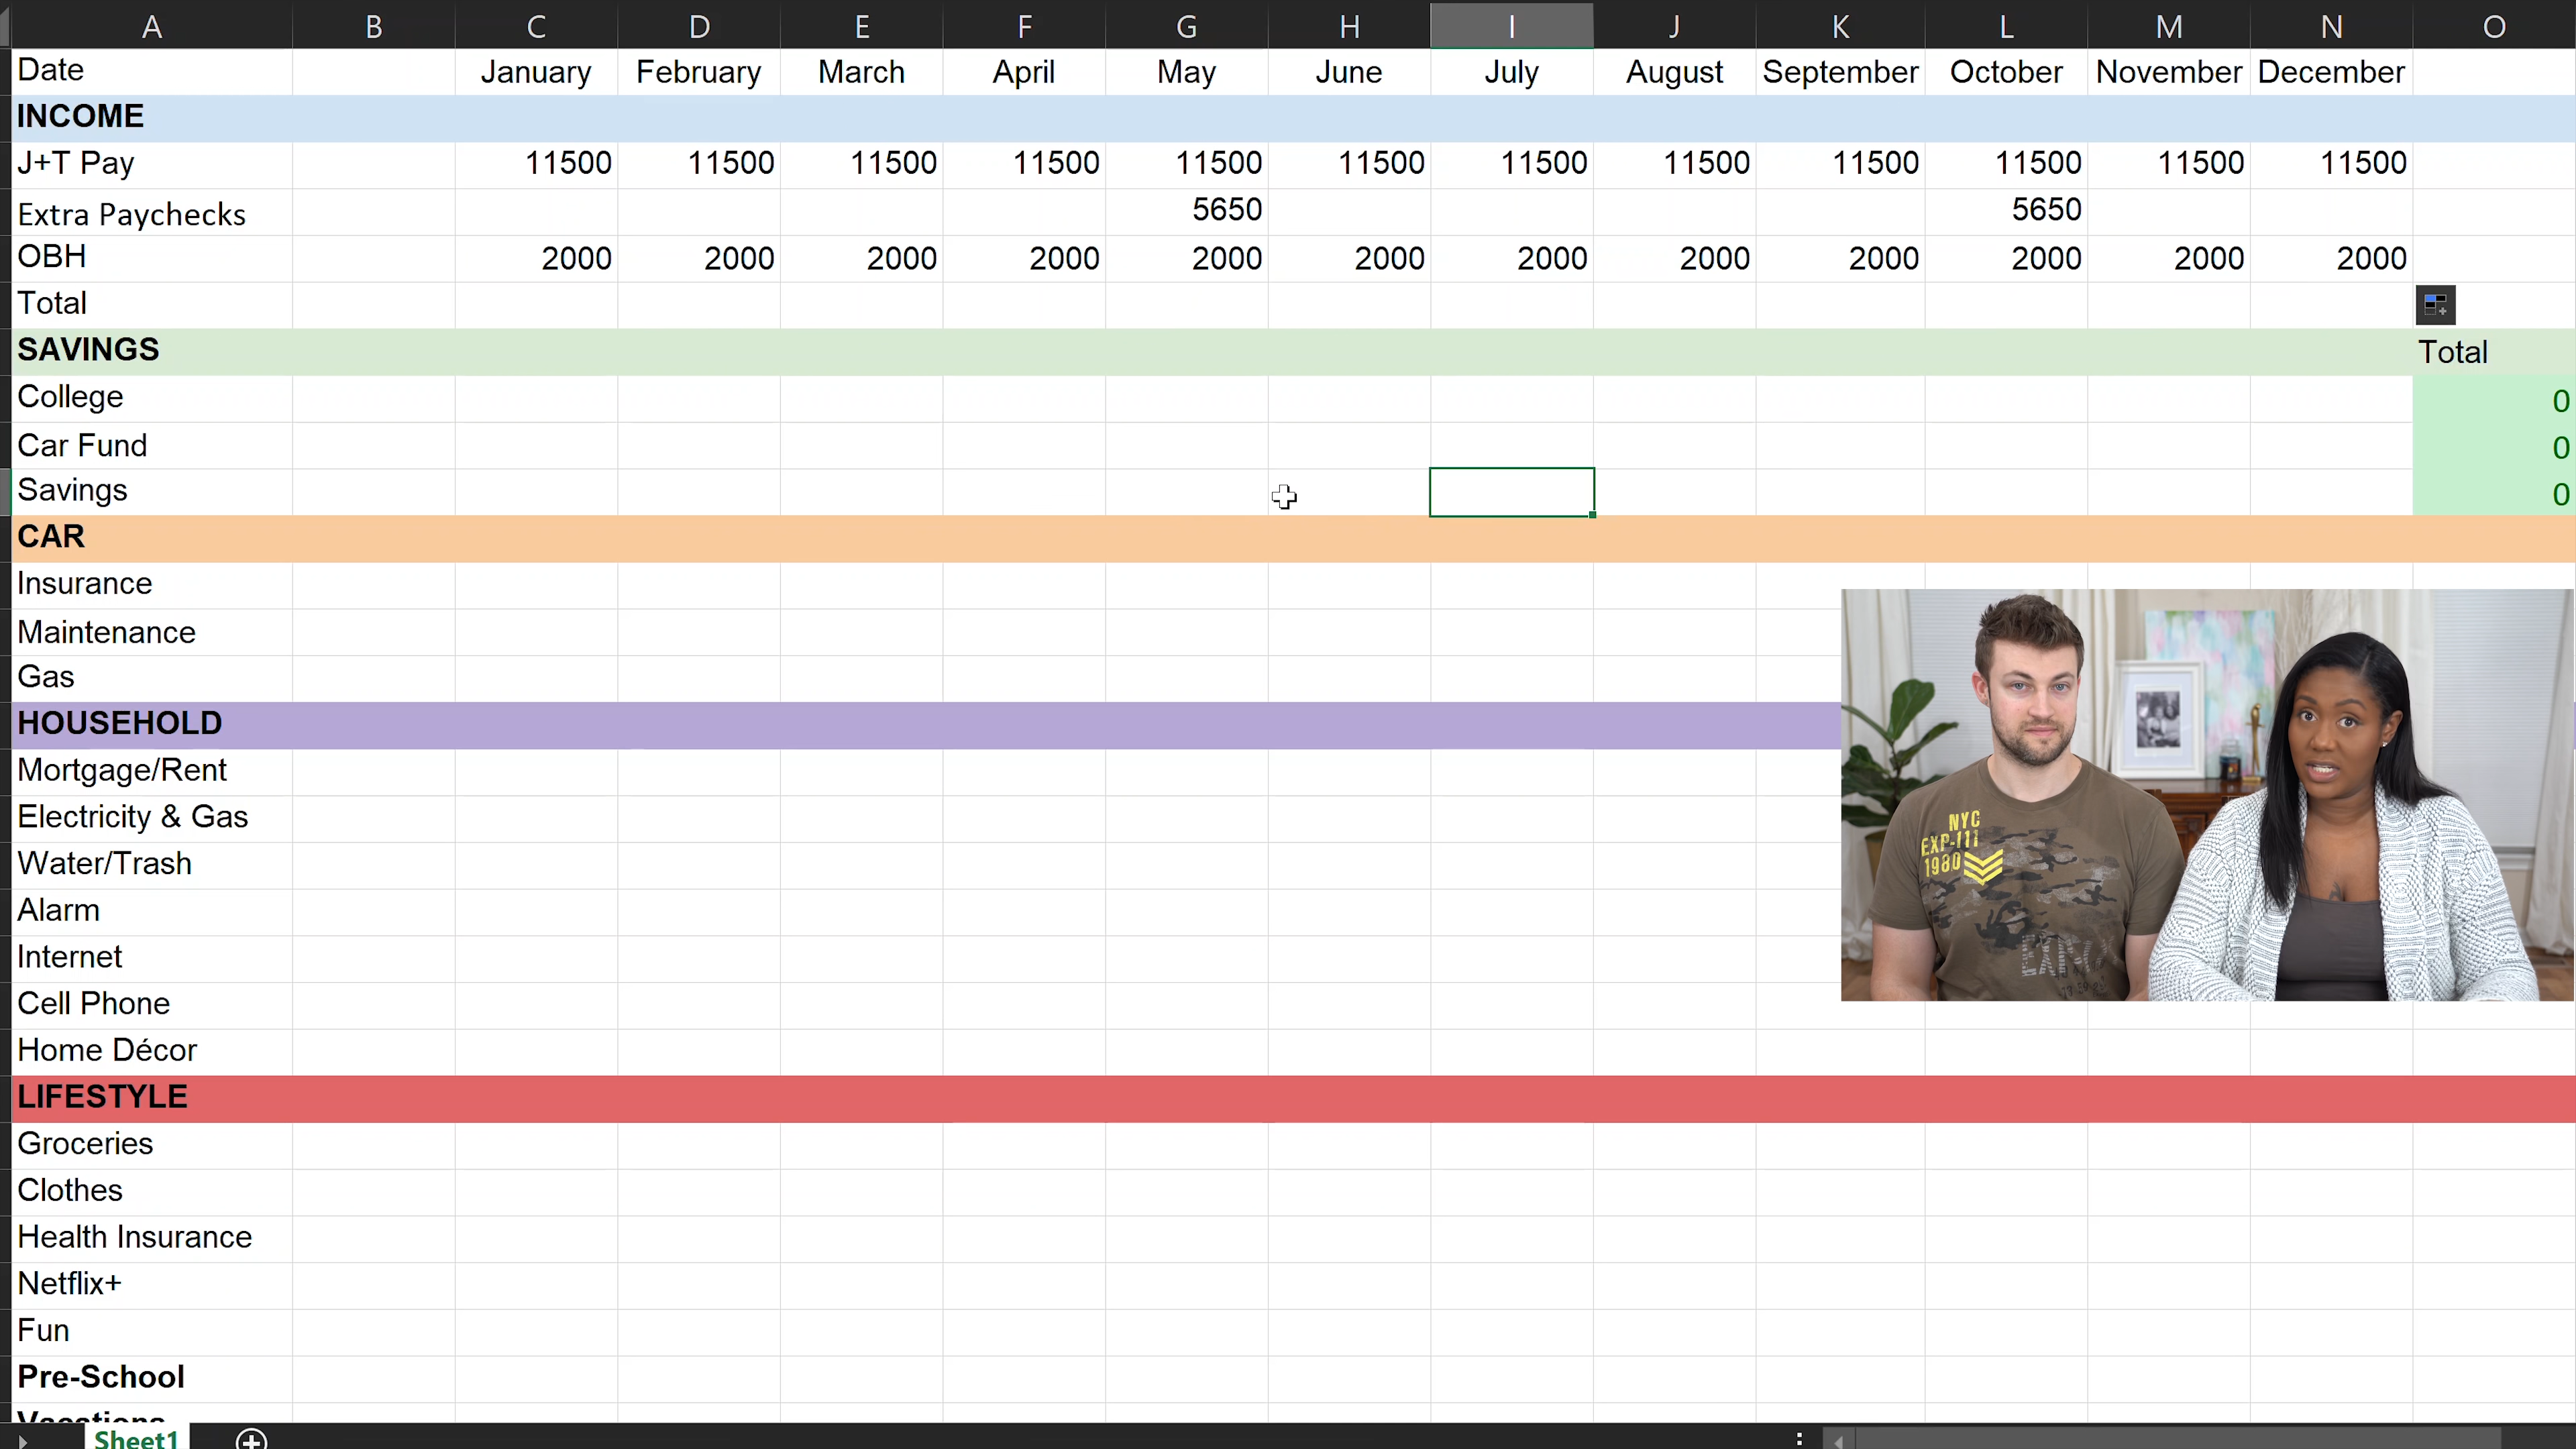 A B C D E F G H I J K L M N O
Date January February March April May June July August September October November December
INCOME
J+T Pay 11500 11500 11500 11500 11500 11500 11500 11500 11500 11500 11500 11500
Extra Paychecks 5650 5650
OBH 2000 2000 2000 2000 2000 2000 2000 2000 2000 2000 2000 2000
Total
SAVINGS Total
College 0
Car Fund 0
Savings 0
CAR
Insurance
Maintenance
Gas
HOUSEHOLD
Mortgage/Rent
Electricity & Gas
Water/Trash
Alarm
Internet
Cell Phone
Home Décor
LIFESTYLE
Groceries
Clothes
Health Insurance
Netflix+
Fun
Pre-School
Vacations
Sheet1
NYC
EXP-111
1980